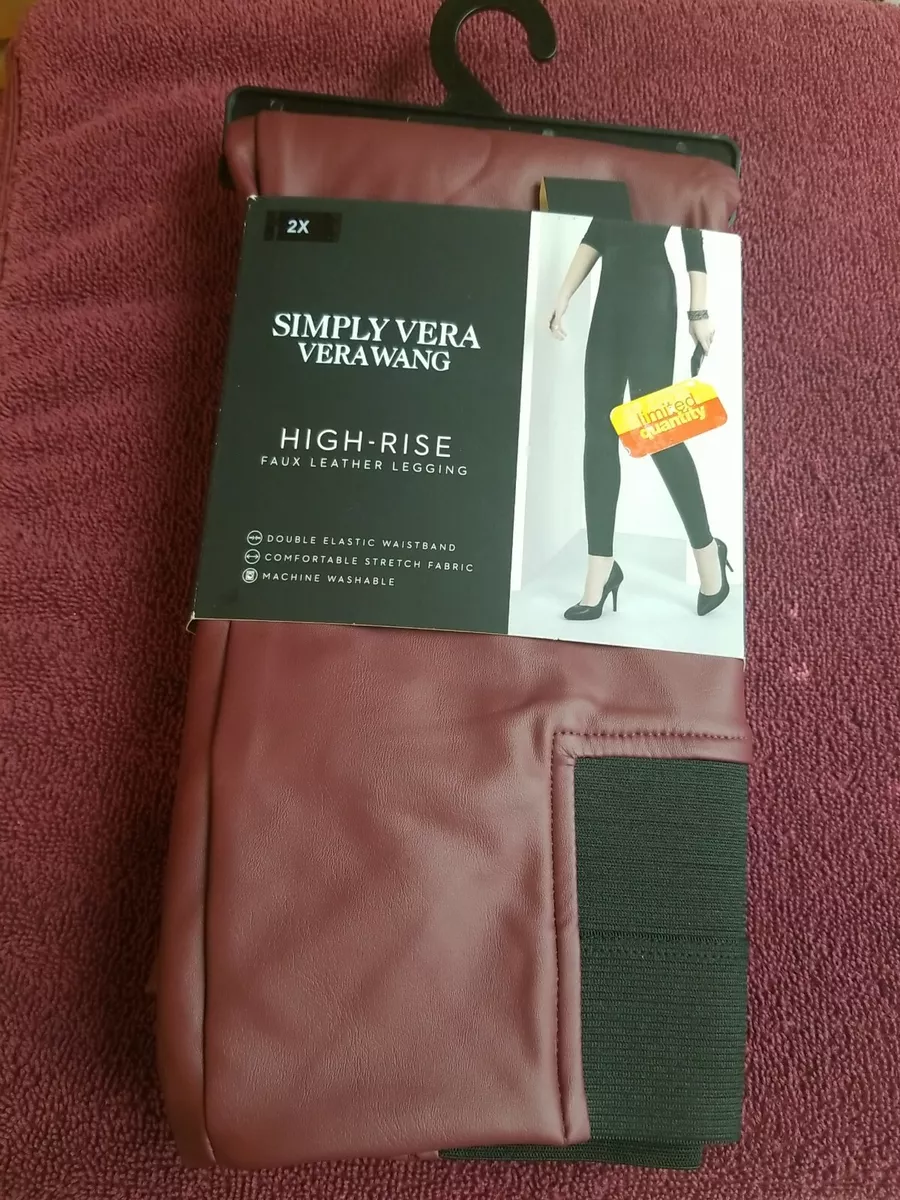 2X
SIMPLY VERA
VERA WANG
HIGH-RISE
FAUX LEATHER LEGGING
DOUBLE ELASTIC WAISTBAND
COMFORTABLE STRETCH FABRIC
MACHINE WASHABLE
limited
quantity